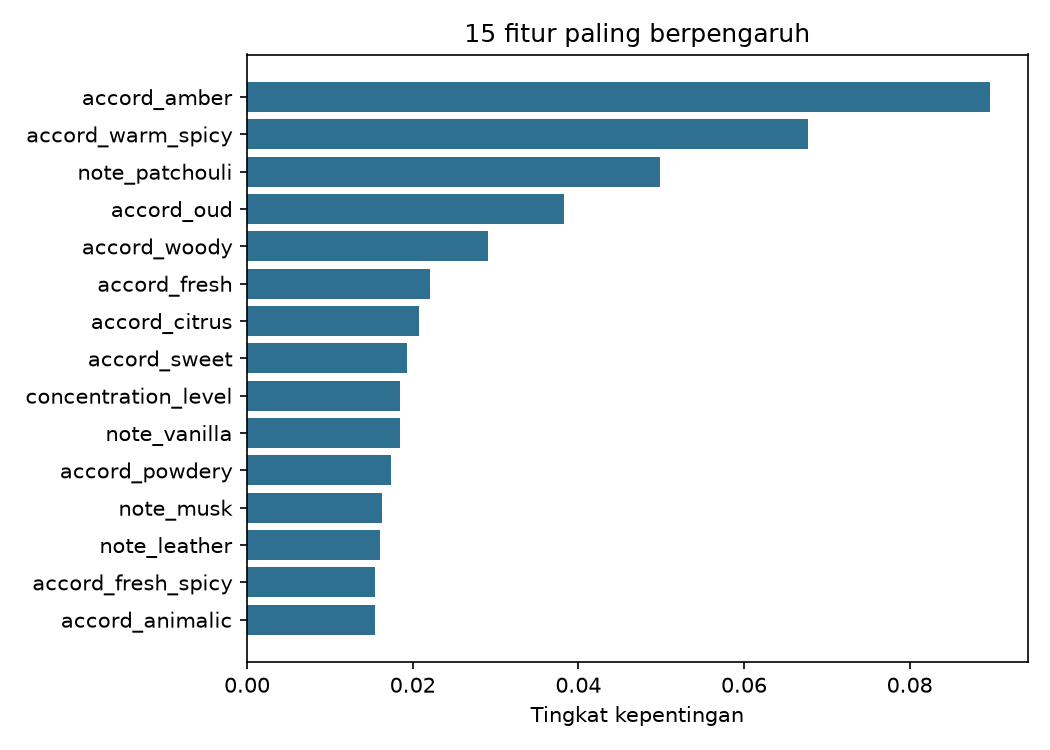 15 fitur paling berpengaruh
accord_amber
accord_warm_spicy
note_patchouli
accord_oud
accord_woody
accord_fresh
accord_citrus
accord_sweet
concentration_level
note_vanilla
accord_powdery
note_musk
note_leather
accord_fresh_spicy
accord_animalic
0.00 0.02 0.04 0.06 0.08
Tingkat kepentingan